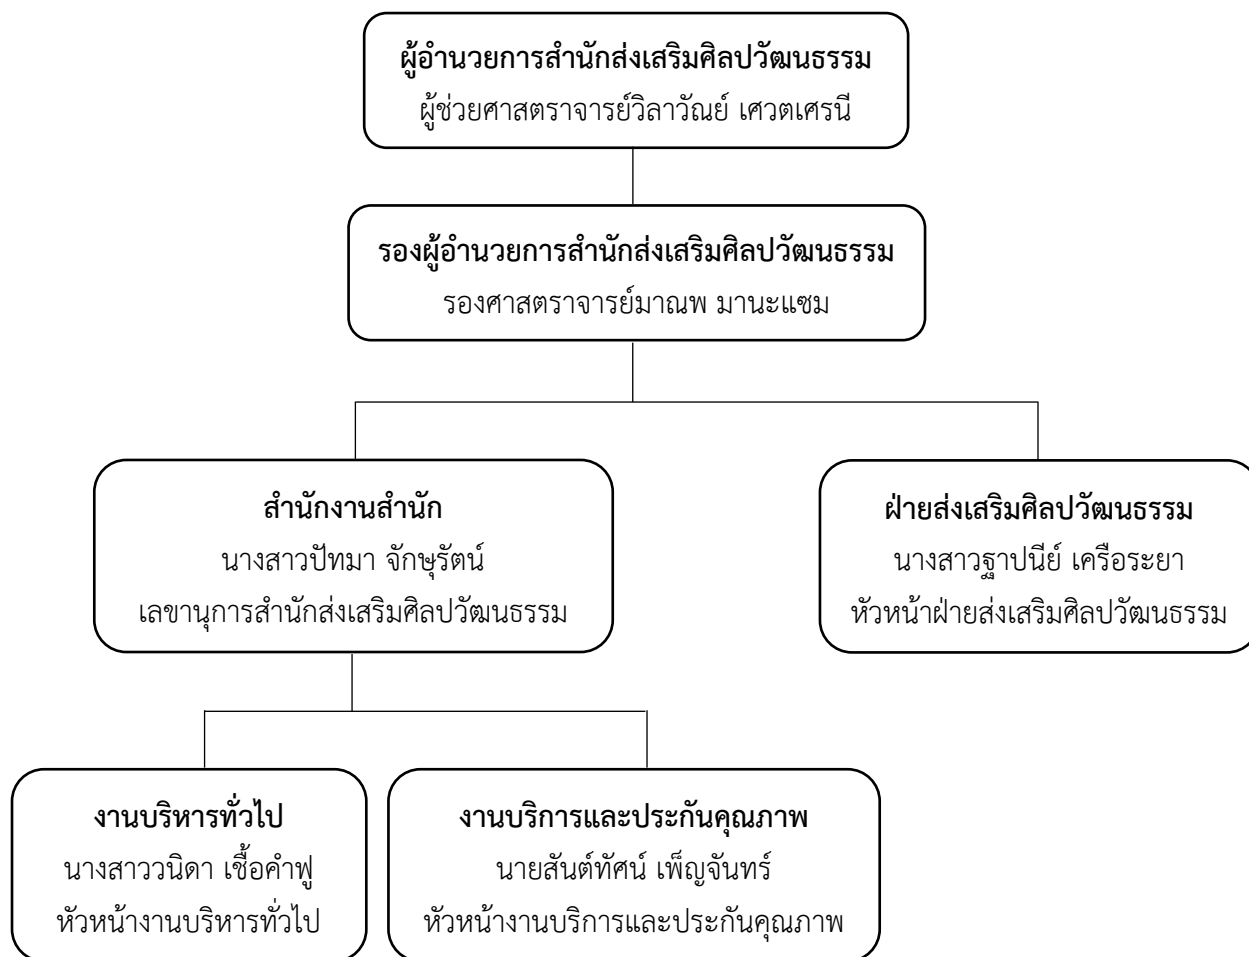 ผู้อำนวยการสำนักส่งเสริมศิลปวัฒนธรรม
ผู้ช่วยศาสตราจารย์วิลาวัณย์ เศวตเศรนี
รองผู้อำนวยการสำนักส่งเสริมศิลปวัฒนธรรม
รองศาสตราจารย์มาณพ มานะแซม
สำนักงานสำนัก
นางสาวปัทมา จักษุรัตน์
เลขานุการสำนักส่งเสริมศิลปวัฒนธรรม
ฝ่ายส่งเสริมศิลปวัฒนธรรม
นางสาวฐาปนีย์ เครือระยา
หัวหน้าฝ่ายส่งเสริมศิลปวัฒนธรรม
งานบริหารทั่วไป
นางสาววนิดา เชื้อคำฟู
หัวหน้างานบริหารทั่วไป
งานบริการและประกันคุณภาพ
นายสันต์ทัศน์ เพ็ญจันทร์
หัวหน้างานบริการและประกันคุณภาพ